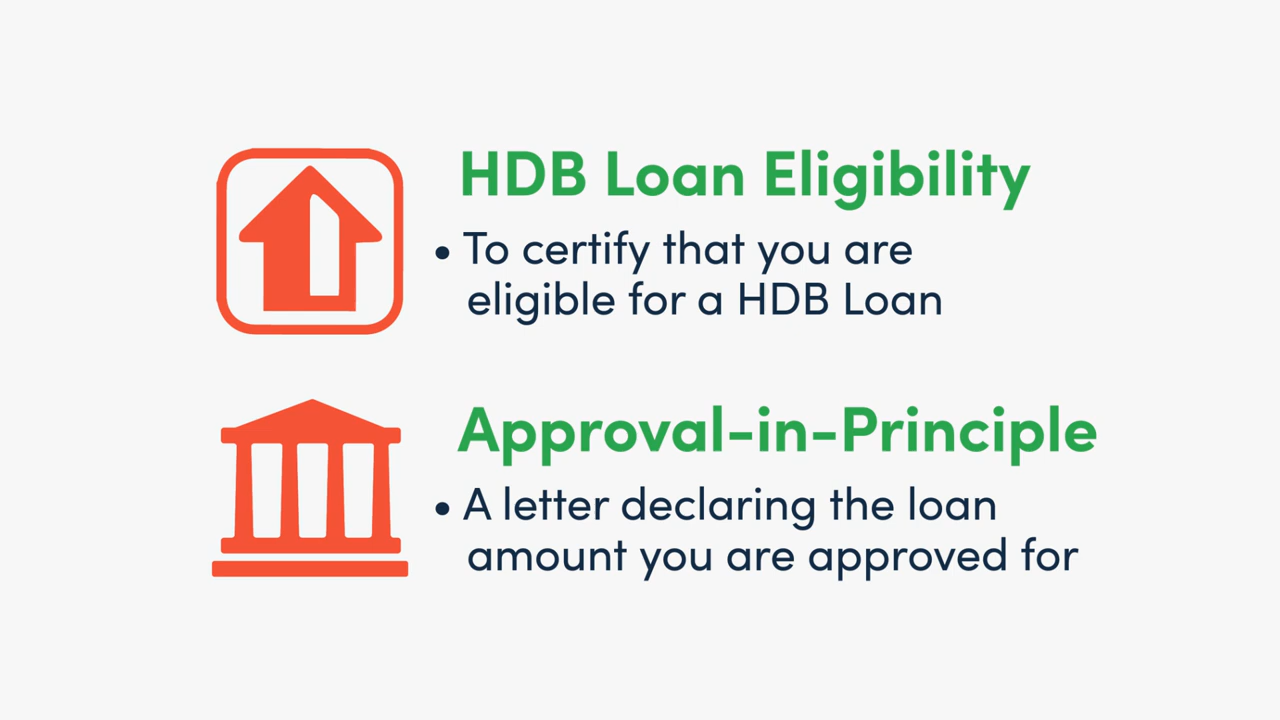 HDB Loan Eligibility
• To certify that you are
eligible for a HDB Loan
Approval-in-Principle
• A letter declaring the loan
amount you are approved for